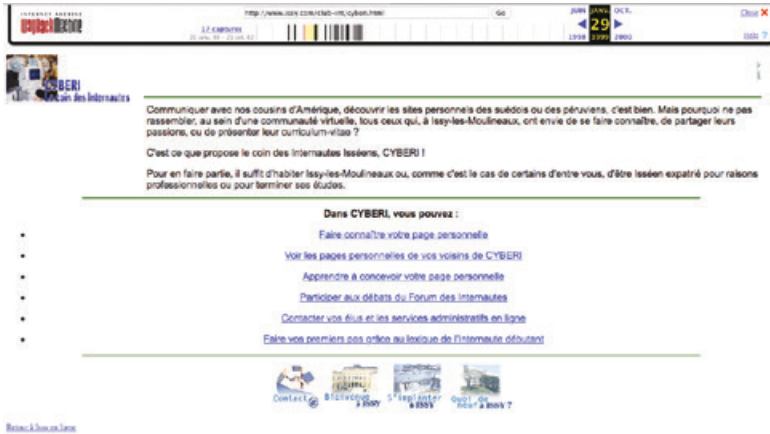 INTERNET ARCHIVE
WayBackMachine
http://www.issy.com/club-int/cyberi.html
Go
JUIN JANV. OCT.
Close
17 captures
29
1998 1999 2000
Help ?
CYBERI
Le coin des Internautes
Communiquer avec nos cousins d'Amérique, découvrir les sites personnels des suédois ou des péruviens, c'est bien. Mais pourquoi ne pas
rassembler, au sein d'une communauté virtuelle, tous ceux qui, à Issy-les-Moulineaux, ont envie de se faire connaître, de partager leurs
passions, ou de présenter leur curriculum-vitae ?
C'est ce que propose le coin des Internautes Isséens, CYBERI !
Pour en faire partie, il suffit d'habiter Issy-les-Moulineaux ou, comme c'est le cas de certains d'entre vous, d'être Isséen expatrié pour raisons
professionnelles ou pour terminer ses études.
Dans CYBERI, vous pouvez :
Faire connaître votre page personnelle
Voir les pages personnelles de vos voisins de CYBERI
Apprendre à concevoir votre page personnelle
Participer aux débats du Forum des Internautes
Contacter vos élus et les services administratifs en ligne
Faire vos premiers pas grâce au lexique de l'Internaute débutant
Contact@
Bienvenue à ISSY
S'implanter à ISSY
Quoi de neuf à ISSY ?
Retour à Issy en ligne